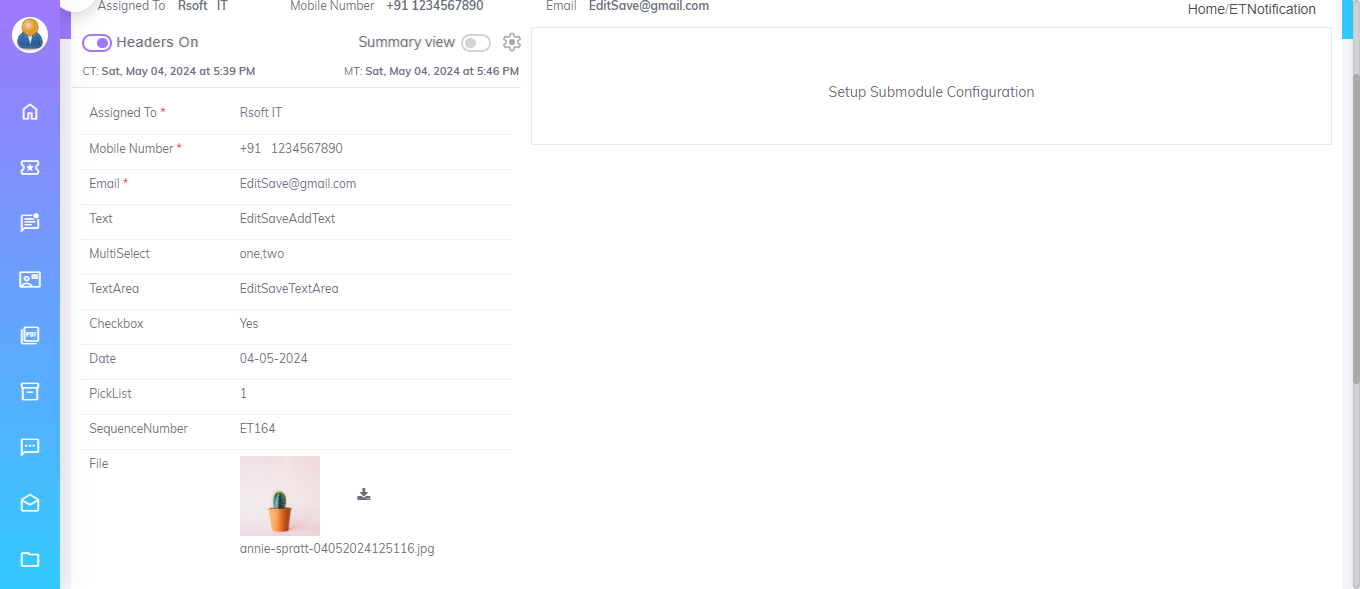 Assigned To Rsoft IT Mobile Number +91 1234567890 Email EditSave@gmail.com
Home/ETNotification
Headers On Summary view
CT: Sat, May 04, 2024 at 5:39 PM MT: Sat, May 04, 2024 at 5:46 PM
Setup Submodule Configuration
Assigned To * Rsoft IT
Mobile Number * +91 1234567890
Email * EditSave@gmail.com
Text EditSaveAddText
MultiSelect one,two
TextArea EditSaveTextArea
Checkbox Yes
Date 04-05-2024
PickList 1
SequenceNumber ET164
File
annie-spratt-04052024125116.jpg
PDF